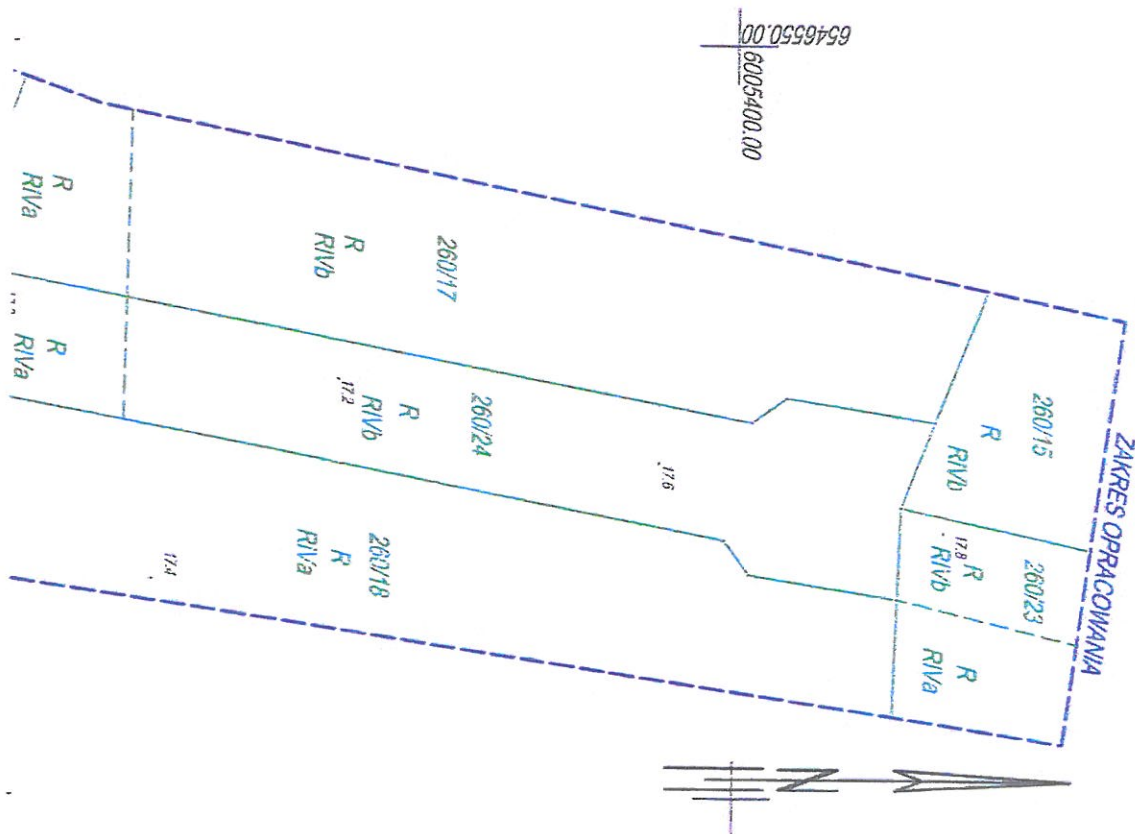 6546550.00
6005400.00
ZAKRES OPRACOWANIA
260/15
R
RIVb
260/23
R
17.8
RIVb
R
RIVa
17.6
260/17
R
RIVb
260/24
R
RIVb
17.2
260/18
R
RIVa
17.4
R
RIVa
R
RIVa
N